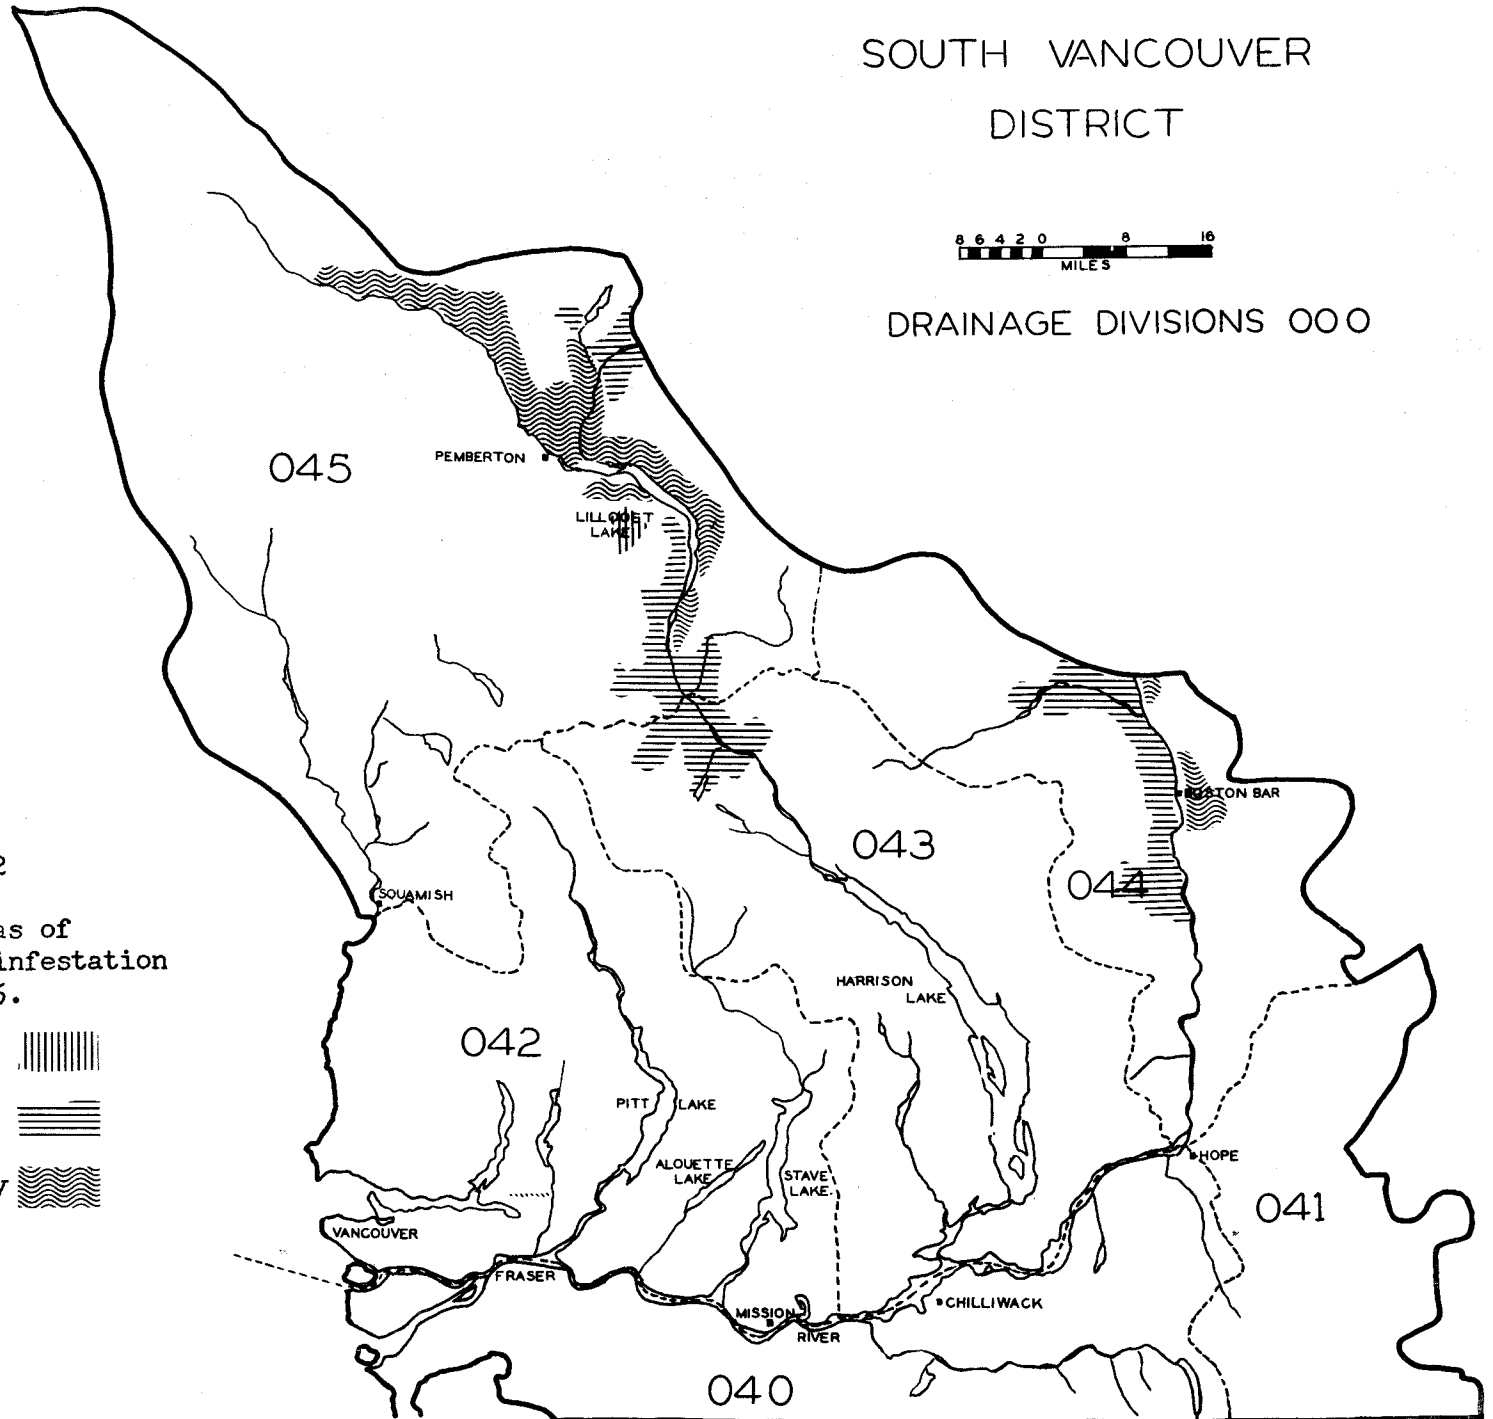 SOUTH VANCOUVER
DISTRICT
8 6 4 2 0 8 16
MILES
DRAINAGE DIVISIONS 000
045
PEMBERTON
LILLOOET
LAKE
043
BOSTON BAR
044
2
SQUAMISH
as of
infestation
HARRISON
LAKE
042
PITT LAKE
ALOUETTE
LAKE
STAVE
LAKE
HOPE
y
041
VANCOUVER
FRASER
MISSION
RIVER
CHILLIWACK
040